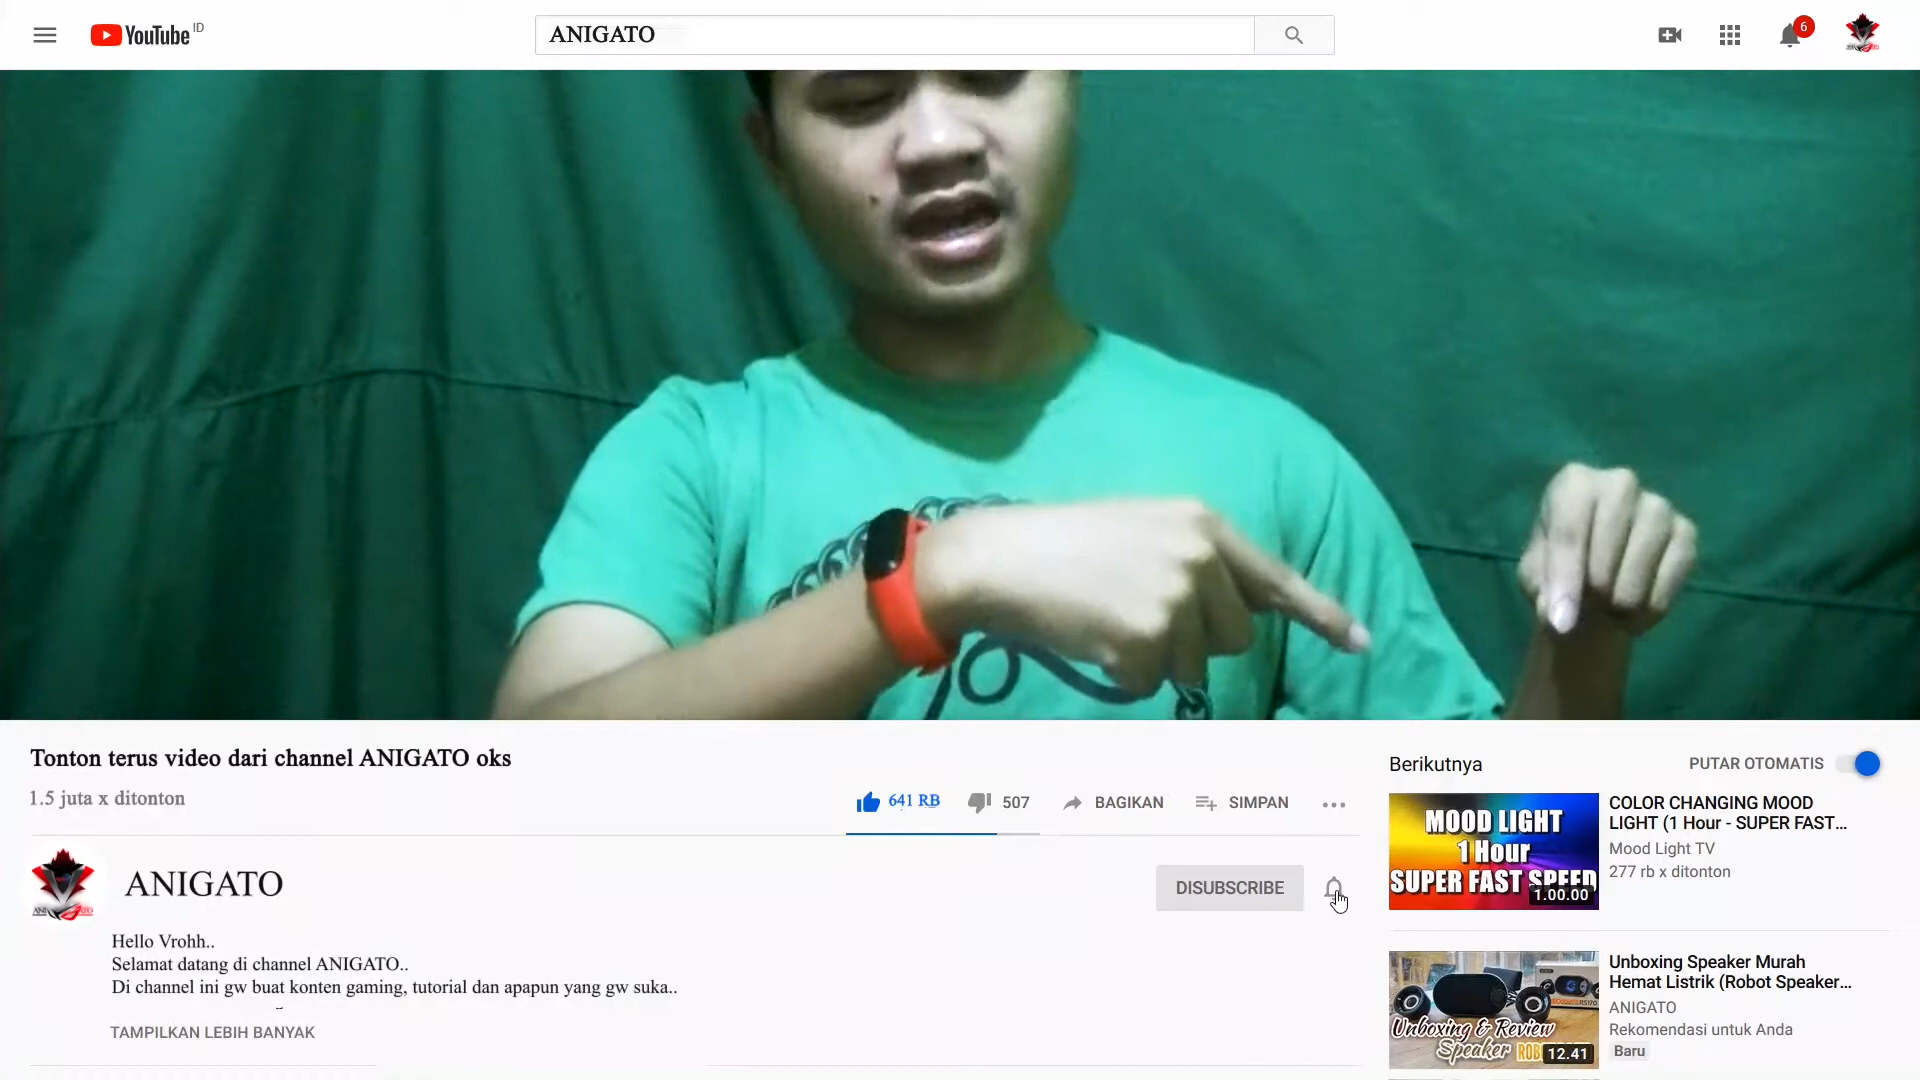 YouTube ID
ANIGATO
6
Tonton terus video dari channel ANIGATO oks
1.5 juta x ditonton
641 RB
507
BAGIKAN
SIMPAN
ANIGATO
DISUBSCRIBE
Hello Vrohh..
Selamat datang di channel ANIGATO..
Di channel ini gw buat konten gaming, tutorial dan apapun yang gw suka..
TAMPILKAN LEBIH BANYAK
Berikutnya
PUTAR OTOMATIS
MOOD LIGHT
1 Hour
SUPER FAST SPEED
1.00.00
COLOR CHANGING MOOD
LIGHT (1 Hour - SUPER FAST...
Mood Light TV
277 rb x ditonton
Unboxing & Review
Speaker ROB
12.41
Unboxing Speaker Murah
Hemat Listrik (Robot Speaker...
ANIGATO
Rekomendasi untuk Anda
Baru